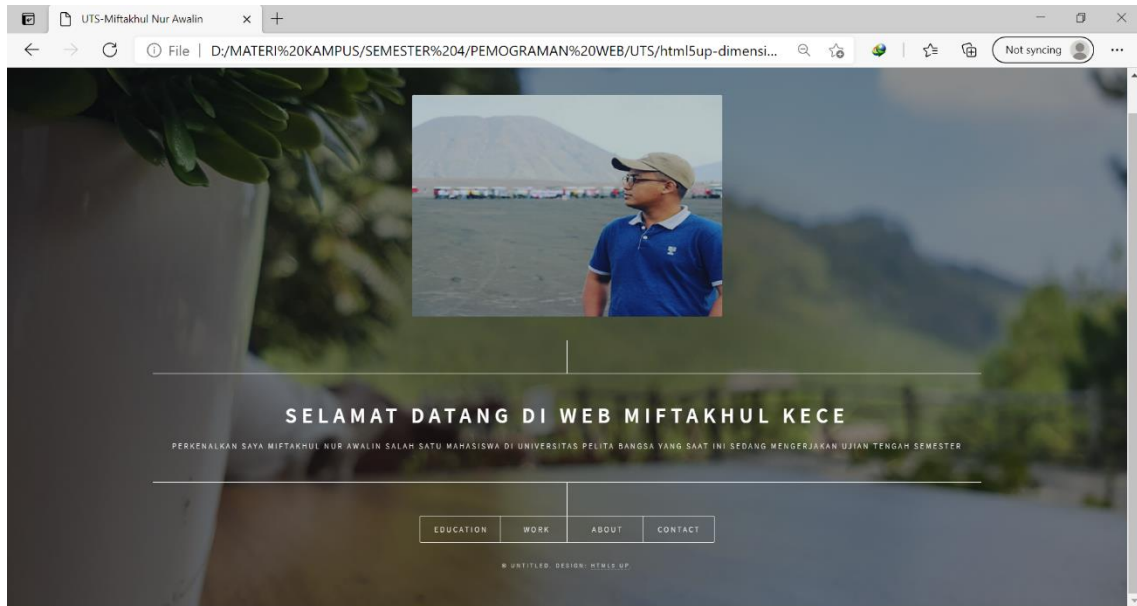 UTS-Miftakhul Nur Awalin
File | D:/MATERI%20KAMPUS/SEMESTER%204/PEMOGRAMAN%20WEB/UTS/html5up-dimensi...
Not syncing
SELAMAT DATANG DI WEB MIFTAKHUL KECE
PERKENALKAN SAYA MIFTAKHUL NUR AWALIN SALAH SATU MAHASISWA DI UNIVERSITAS PELITA BANGSA YANG SAAT INI SEDANG MENGERJAKAN UJIAN TENGAH SEMESTER
EDUCATION WORK ABOUT CONTACT
© UNTITLED. DESIGN: HTML5 UP.